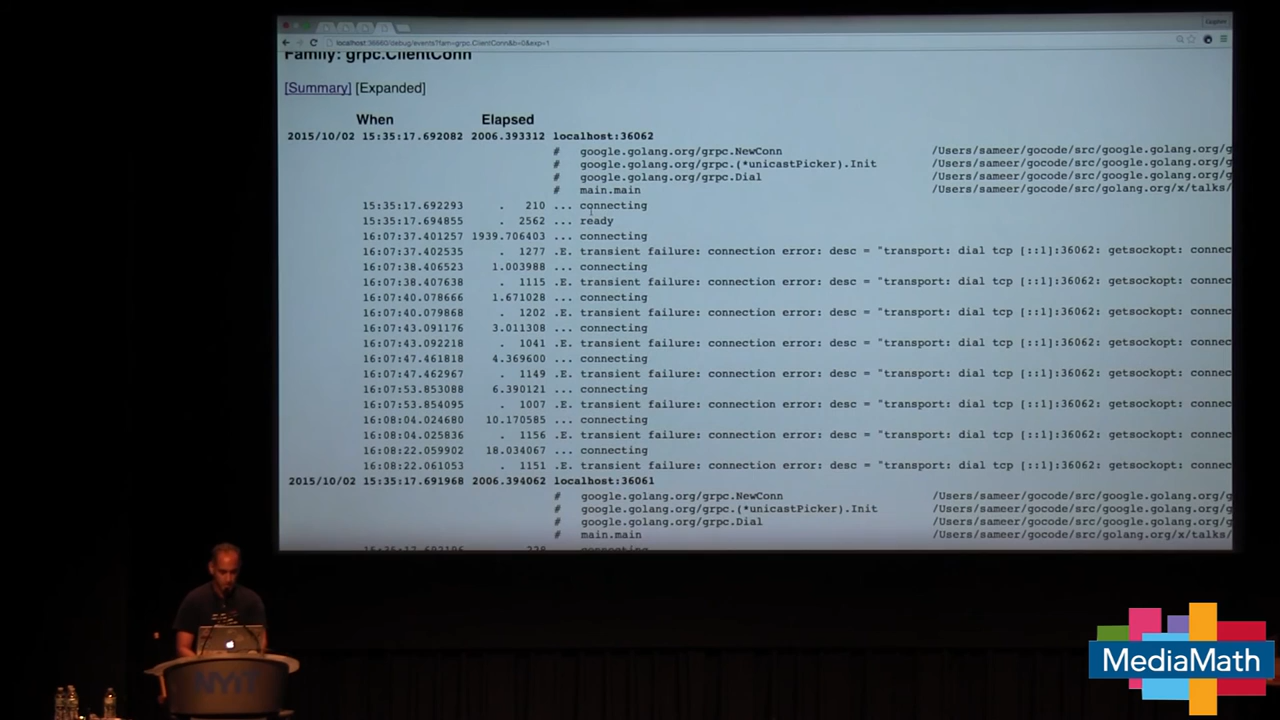 localhost:36660/debug/events?fam=grpc.ClientConn&b=0&exp=1
Family: grpc.ClientConn
[Summary] [Expanded]
When Elapsed
2015/10/02 15:35:17.692082 2006.393312 localhost:36062
# google.golang.org/grpc.NewConn /Users/sameer/gocode/src/google.golang.org/g
# google.golang.org/grpc.(*unicastPicker).Init /Users/sameer/gocode/src/google.golang.org/g
# google.golang.org/grpc.Dial /Users/sameer/gocode/src/google.golang.org/g
# main.main /Users/sameer/gocode/src/golang.org/x/talks/
15:35:17.692293 . 210 ... connecting
15:35:17.694855 . 2562 ... ready
16:07:37.401257 1939.706403 ... connecting
16:07:37.402535 . 1277 .E. transient failure: connection error: desc = "transport: dial tcp [::1]:36062: getsockopt: connec
16:07:38.406523 1.003988 ... connecting
16:07:38.407638 . 1115 .E. transient failure: connection error: desc = "transport: dial tcp [::1]:36062: getsockopt: connec
16:07:40.078666 1.671028 ... connecting
16:07:40.079868 . 1202 .E. transient failure: connection error: desc = "transport: dial tcp [::1]:36062: getsockopt: connec
16:07:43.091176 3.011308 ... connecting
16:07:43.092218 . 1041 .E. transient failure: connection error: desc = "transport: dial tcp [::1]:36062: getsockopt: connec
16:07:47.461818 4.369600 ... connecting
16:07:47.462967 . 1149 .E. transient failure: connection error: desc = "transport: dial tcp [::1]:36062: getsockopt: connec
16:07:53.853088 6.390121 ... connecting
16:07:53.854095 . 1007 .E. transient failure: connection error: desc = "transport: dial tcp [::1]:36062: getsockopt: connec
16:08:04.024680 10.170585 ... connecting
16:08:04.025836 . 1156 .E. transient failure: connection error: desc = "transport: dial tcp [::1]:36062: getsockopt: connec
16:08:22.059902 18.034067 ... connecting
16:08:22.061053 . 1151 .E. transient failure: connection error: desc = "transport: dial tcp [::1]:36062: getsockopt: connec
2015/10/02 15:35:17.691968 2006.394062 localhost:36061
# google.golang.org/grpc.NewConn /Users/sameer/gocode/src/google.golang.org/g
# google.golang.org/grpc.(*unicastPicker).Init /Users/sameer/gocode/src/google.golang.org/g
# google.golang.org/grpc.Dial /Users/sameer/gocode/src/google.golang.org/g
# main.main /Users/sameer/gocode/src/golang.org/x/talks/
NYIT
MediaMath